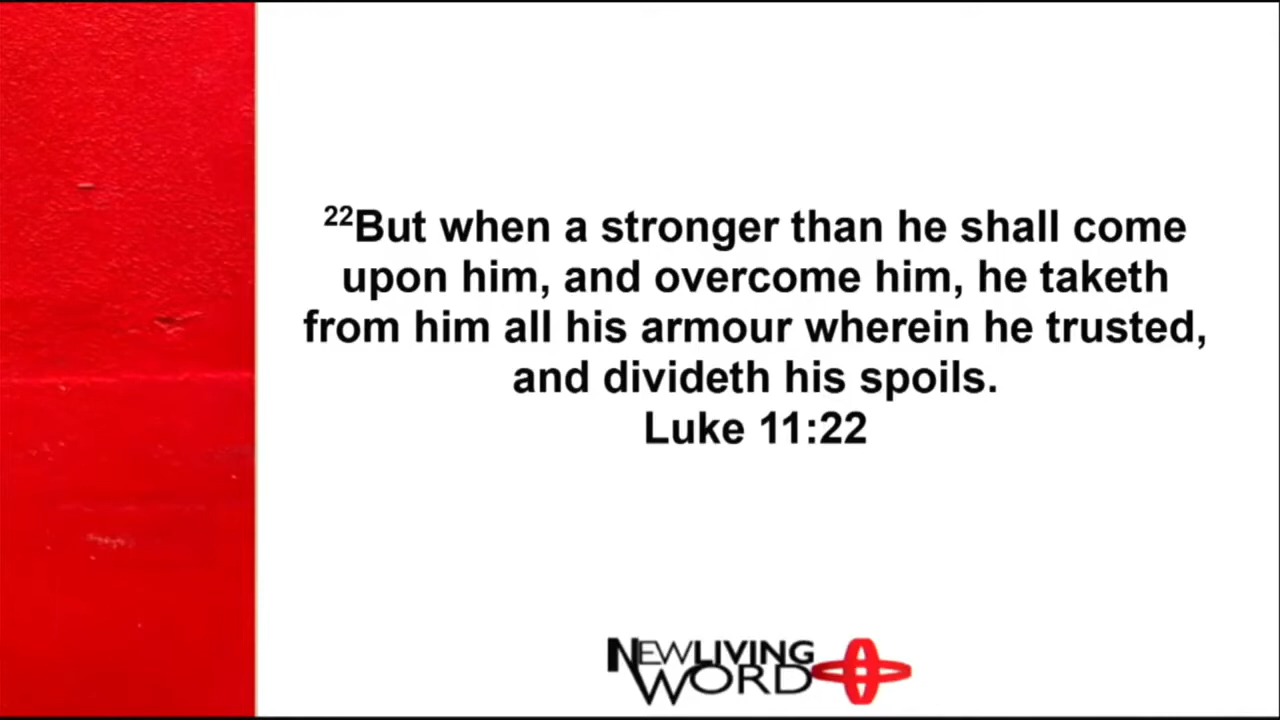 22But when a stronger than he shall come
upon him, and overcome him, he taketh
from him all his armour wherein he trusted,
and divideth his spoils.
Luke 11:22
NEWLIVING
WORD